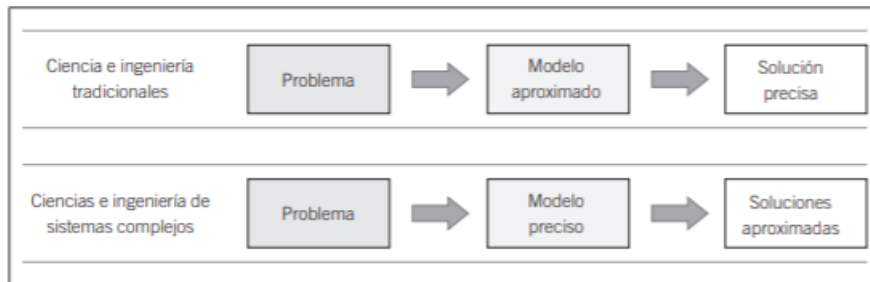 Ciencia e ingeniería
tradicionales
Problema
Modelo
aproximado
Solución
precisa
Ciencias e ingeniería de
sistemas complejos
Problema
Modelo
preciso
Soluciones
aproximadas